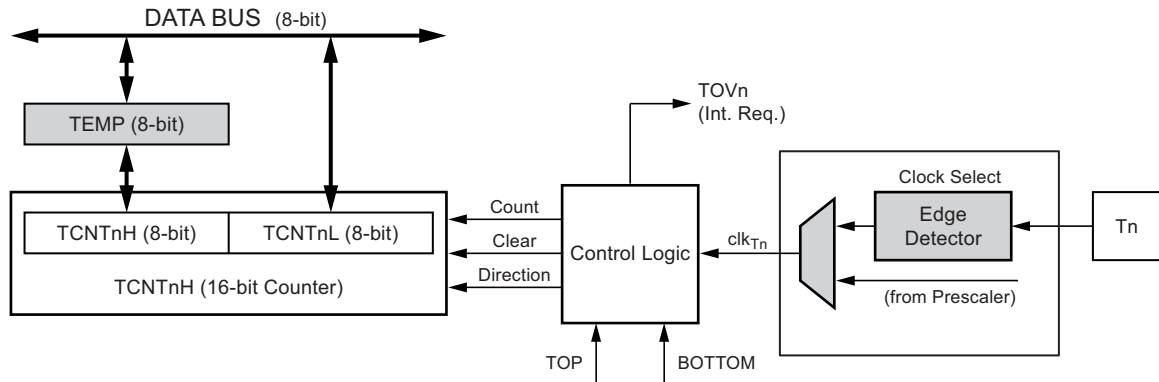 DATA BUS (8-bit)
TEMP (8-bit)
TCNTnH (8-bit)
TCNTnL (8-bit)
TCNTnH (16-bit Counter)
Count
Clear
Direction
TOVn
(Int. Req.)
Control Logic
TOP
BOTTOM
clkTn
Clock Select
Edge
Detector
(from Prescaler)
Tn